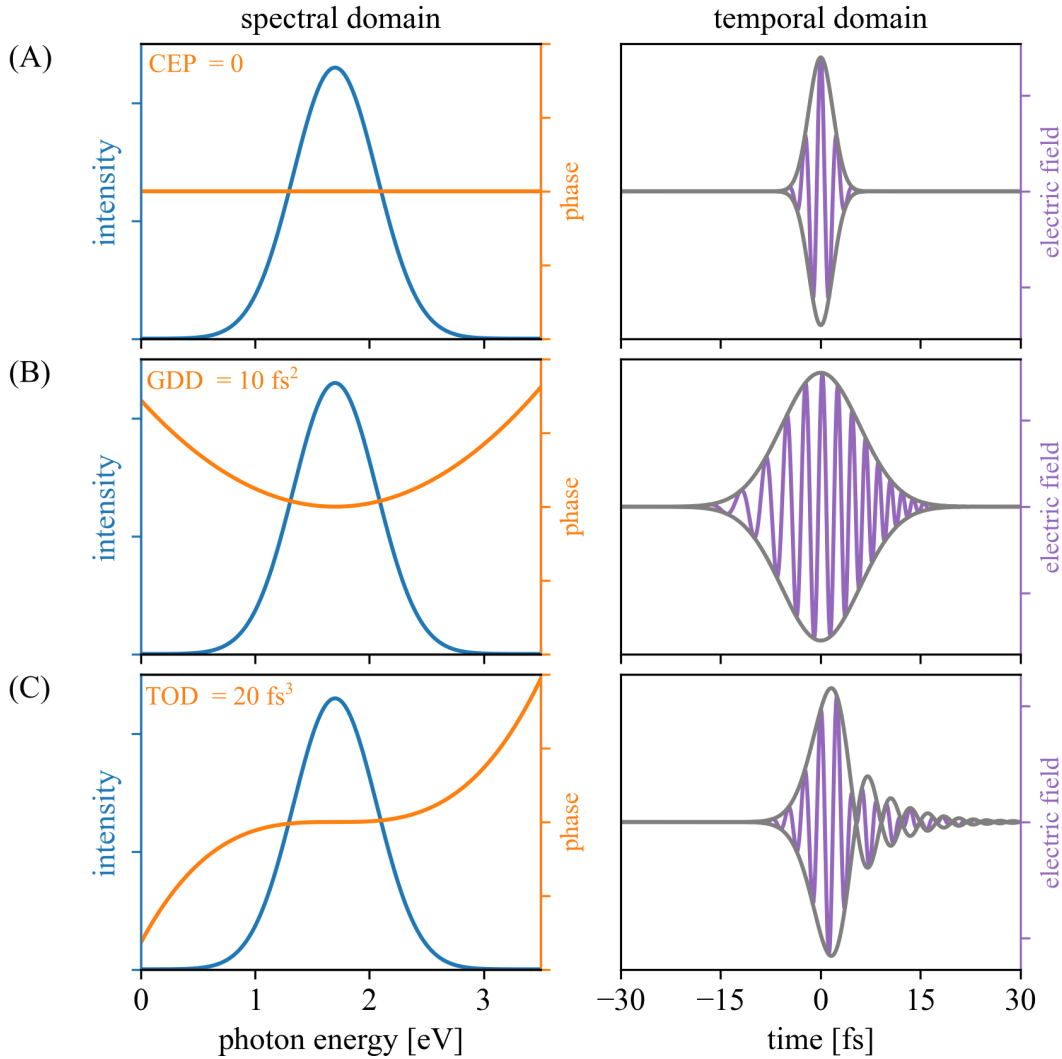 spectral domain
temporal domain
(A)
CEP = 0
intensity
phase
electric field
(B)
GDD = 10 fs²
intensity
phase
electric field
(C)
TOD = 20 fs³
intensity
phase
electric field
0 1 2 3
−30 −15 0 15 30
photon energy [eV]
time [fs]